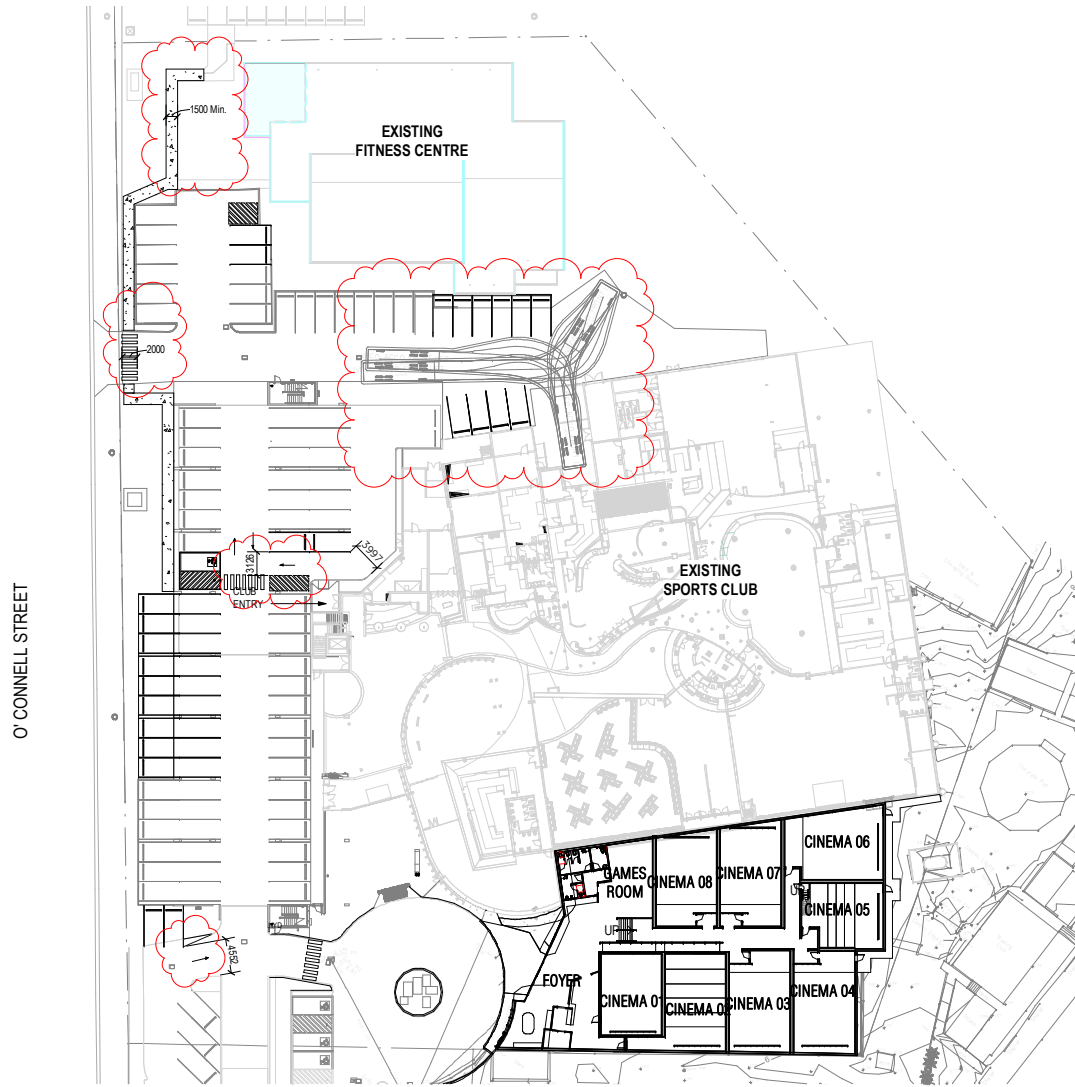 1500 Min.
EXISTING
FITNESS CENTRE
2000
3126
3997
CLUB
ENTRY
EXISTING
SPORTS CLUB
O' CONNELL STREET
CINEMA 06
GAMES
ROOM
CINEMA 08
CINEMA 07
CINEMA 05
UP
4552
FOYER
CINEMA 01
CINEMA 02
CINEMA 03
CINEMA 04